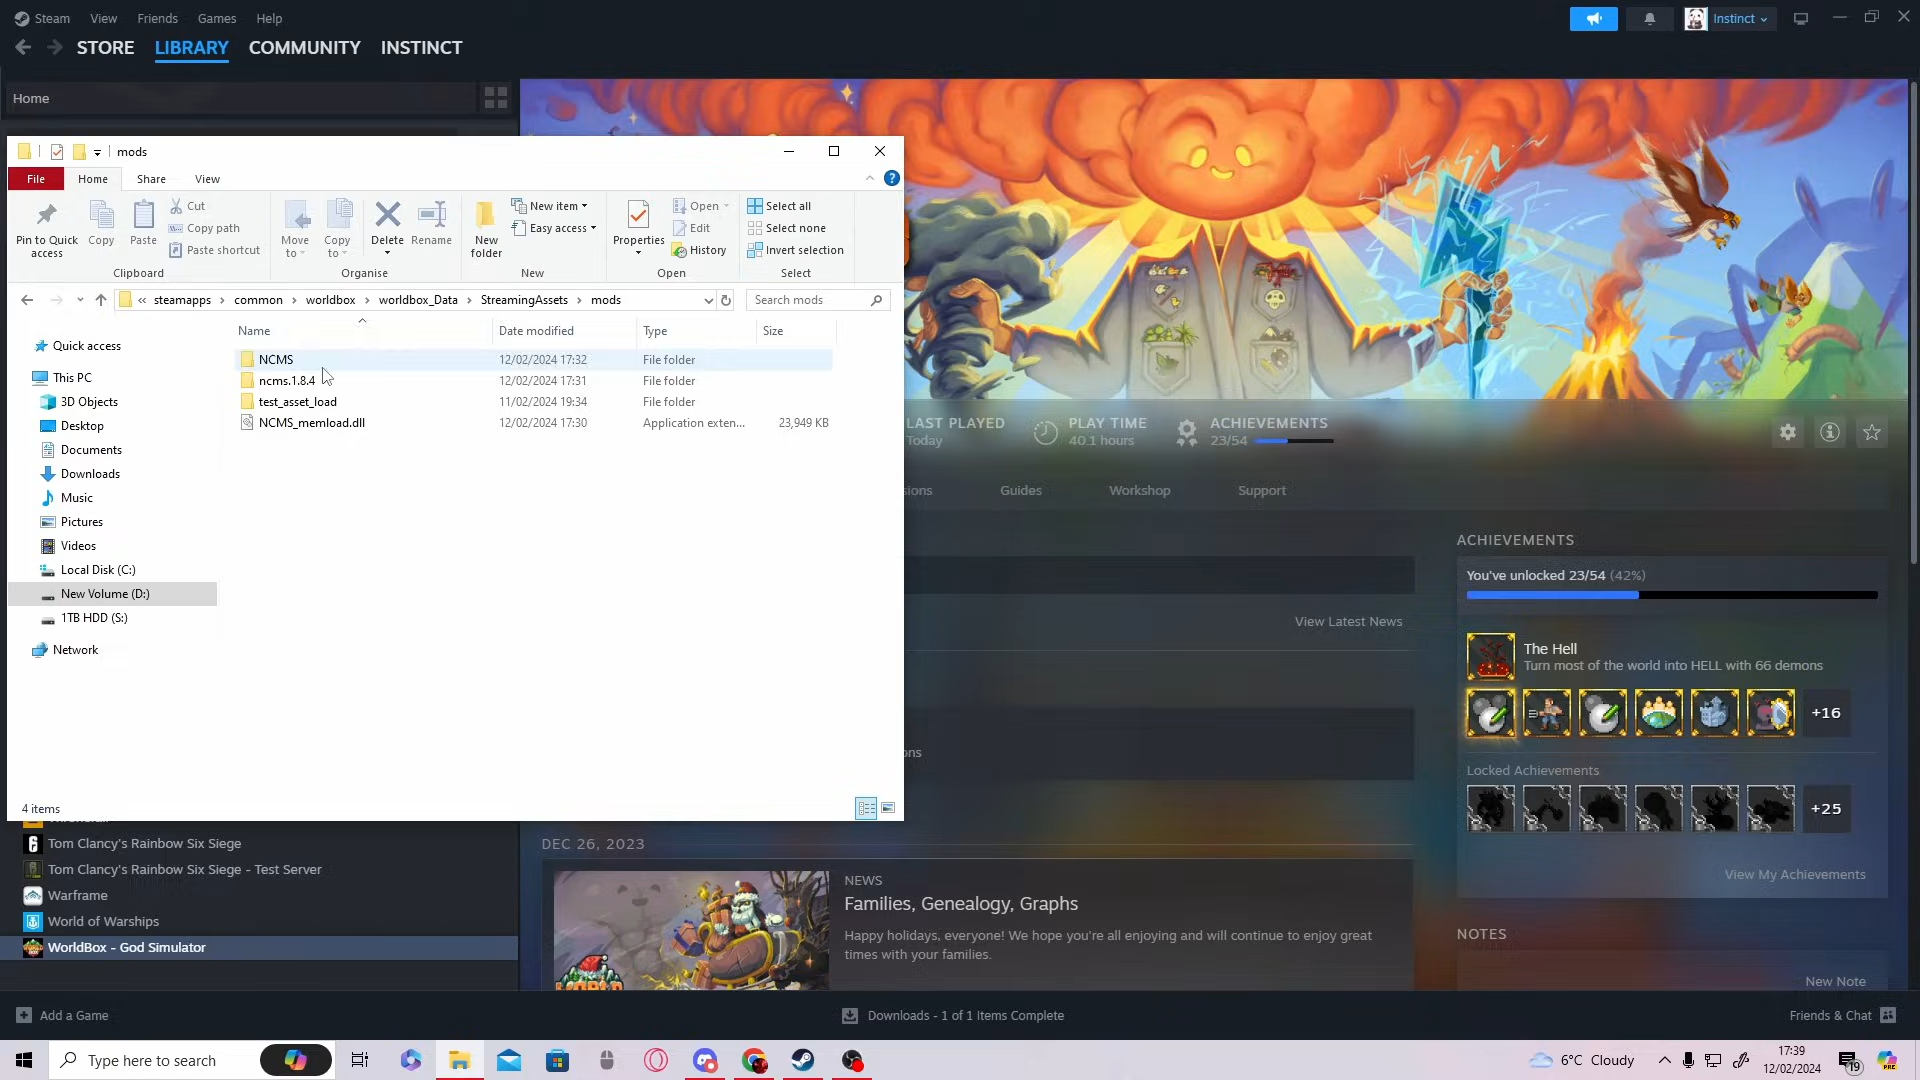 Steam View Friends Games Help
Instinct
STORE LIBRARY COMMUNITY INSTINCT
Home
mods
File Home Share View
Pin to Quick access
Copy
Paste
Cut
Copy path
Paste shortcut
Move to
Copy to
Delete
Rename
New folder
New item
Easy access
Properties
Open
Edit
History
Select all
Select none
Invert selection
Clipboard Organise New Open Select
« steamapps > common > worldbox > worldbox_Data > StreamingAssets > mods
Search mods
Name Date modified Type Size
NCMS 12/02/2024 17:32 File folder
ncms.1.8.4 12/02/2024 17:31 File folder
test_asset_load 11/02/2024 19:34 File folder
NCMS_memload.dll 12/02/2024 17:30 Application exten... 23,949 KB
Quick access
This PC
3D Objects
Desktop
Documents
Downloads
Music
Pictures
Videos
Local Disk (C:)
New Volume (D:)
1TB HDD (S:)
Network
4 items
LAST PLAYED
Today
PLAY TIME
40.1 hours
ACHIEVEMENTS
23/54
Guides Workshop Support
View Latest News
ACHIEVEMENTS
You've unlocked 23/54 (42%)
The Hell
Turn most of the world into HELL with 66 demons
+16
Locked Achievements
+25
View My Achievements
NOTES
New Note
DEC 26, 2023
NEWS
Families, Genealogy, Graphs
Happy holidays, everyone! We hope you're all enjoying and will continue to enjoy great
times with your families.
Tom Clancy's Rainbow Six Siege
Tom Clancy's Rainbow Six Siege - Test Server
Warframe
World of Warships
WorldBox - God Simulator
Add a Game
Downloads - 1 of 1 Items Complete
Friends & Chat
Type here to search
6°C Cloudy
17:39
12/02/2024
19